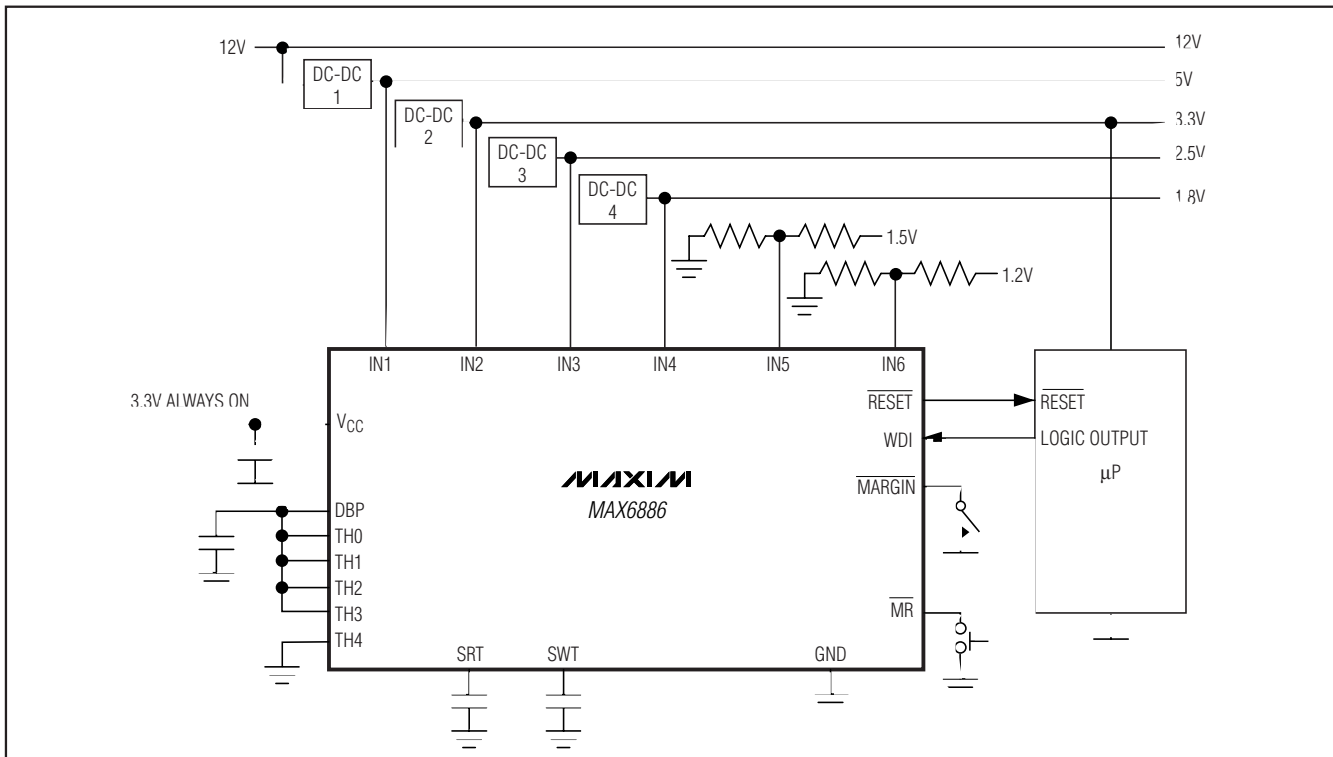 12V
12V
DC-DC
1
5V
DC-DC
2
3.3V
DC-DC
3
2.5V
DC-DC
4
1.8V
1.5V
1.2V
IN1 IN2 IN3 IN4 IN5 IN6
3.3V ALWAYS ON
VCC
RESET
RESET
WDI
LOGIC OUTPUT
µP
MAXIM
MAX6886
MARGIN
DBP
TH0
TH1
TH2
TH3
TH4
MR
SRT SWT GND